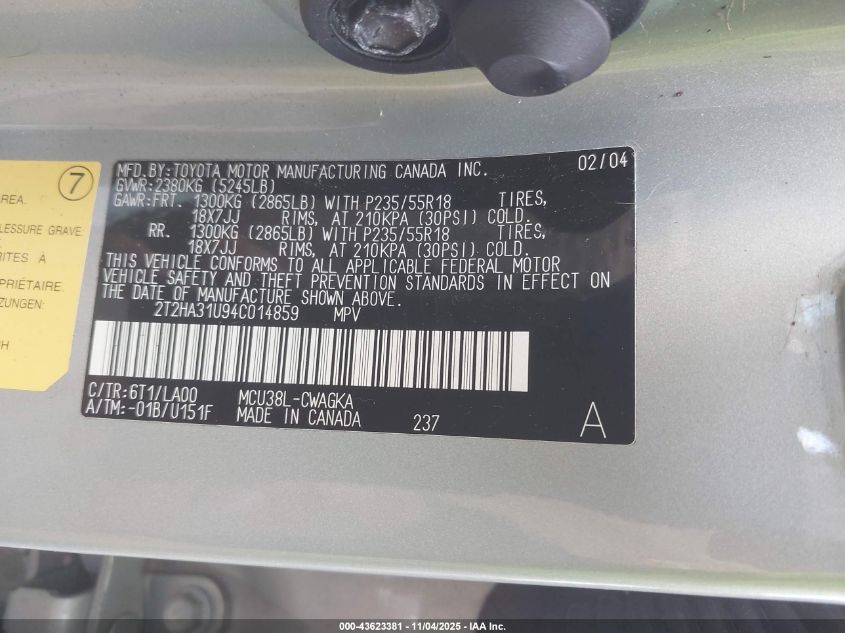 7
AREA.
PLESSURE GRAVE
RITES À
PRIÉTAIRE.
ZUNGEN:
H
MFD.BY:TOYOTA MOTOR MANUFACTURING CANADA INC. 02/04
GVWR:2380KG (5245LB)
GAWR:FRT. 1300KG (2865LB) WITH P235/55R18 TIRES,
18X7JJ RIMS, AT 210KPA (30PSI) COLD.
RR. 1300KG (2865LB) WITH P235/55R18 TIRES,
18X7JJ RIMS, AT 210KPA (30PSI) COLD.
THIS VEHICLE CONFORMS TO ALL APPLICABLE FEDERAL MOTOR
VEHICLE SAFETY AND THEFT PREVENTION STANDARDS IN EFFECT ON
THE DATE OF MANUFACTURE SHOWN ABOVE.
2T2HA31U94C014859 MPV
C/TR:6T1/LA00 MCU38L-CWAGKA
A/TM:-01B/U151F MADE IN CANADA 237 A
000-43623381 | 11/04/2025 - IAA Inc.